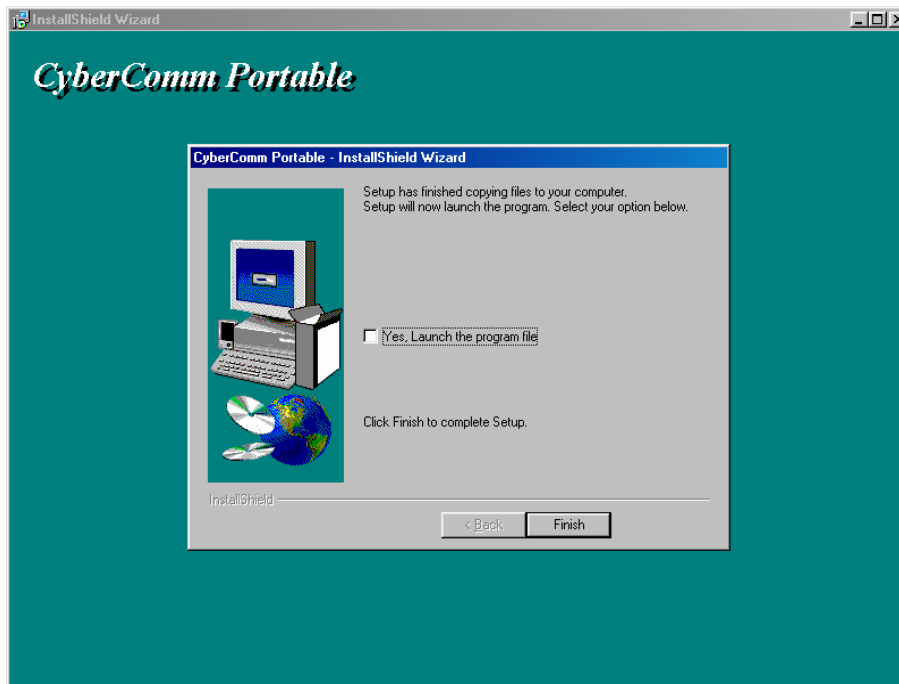 InstallShield Wizard
CyberComm Portable
CyberComm Portable - InstallShield Wizard
Setup has finished copying files to your computer.
Setup will now launch the program. Select your option below.
Yes, Launch the program file
Click Finish to complete Setup.
InstallShield
< Back
Finish